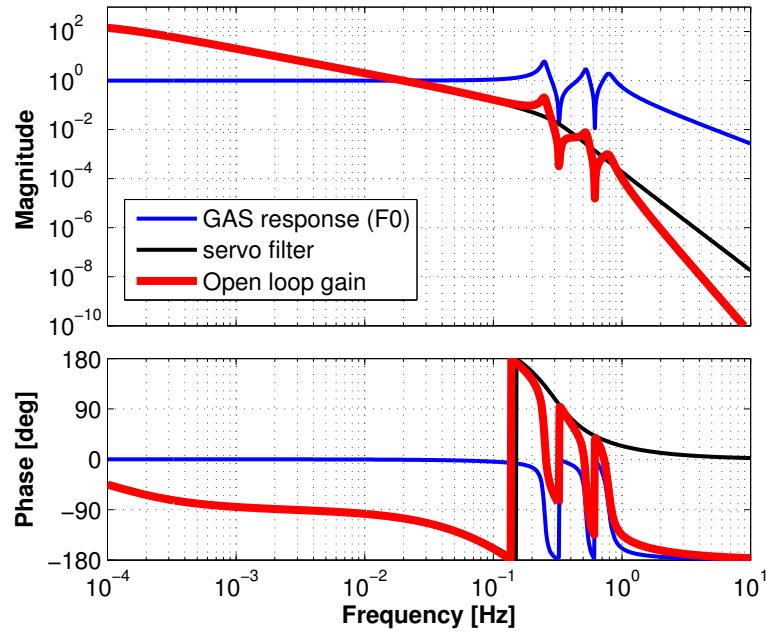 10^2
10^0
10^−2
10^−4
10^−6
10^−8
10^−10
Magnitude
GAS response (F0)
servo filter
Open loop gain
180
90
0
−90
−180
Phase [deg]
10^−4 10^−3 10^−2 10^−1 10^0 10^1
Frequency [Hz]